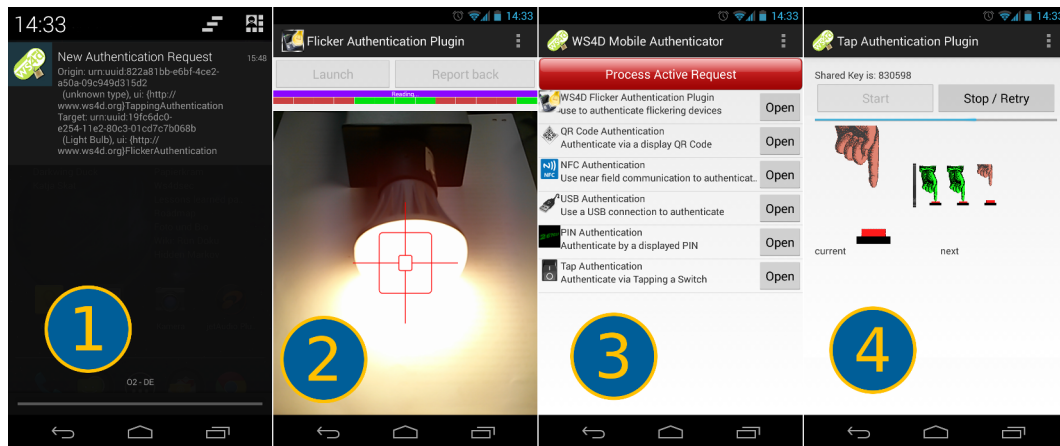 14:33
WS4D
New Authentication Request
15:48
Origin: urn:uuid:822a81bb-e6bf-4ce2-
a50a-09c949d315d2
(unknown type), ui: {http://
www.ws4d.org}TappingAuthentication
Target: urn:uuid:19fc6dc0-
e254-11e2-80c3-01cd7c7b068b
(Light Bulb), ui: {http://
www.ws4d.org}FlickerAuthentication
1
O2 - DE
14:33
Flicker Authentication Plugin
Launch
Report back
Reading...
2
14:33
WS4D Mobile Authenticator
Process Active Request
WS4D Flicker Authentication Plugin
use to authenticate flickering devices
Open
QR Code Authentication
Authenticate via a display QR Code
Open
NFC
NFC Authentication
Use near field communication to authenticat..
Open
USB Authentication
Use a USB connection to authenticate
Open
PIN Authentication
Authenticate by a displayed PIN
Open
Tap Authentication
Authenticate via Tapping a Switch
Open
3
14:33
Tap Authentication Plugin
Shared Key is: 830598
Start
Stop / Retry
current
next
4